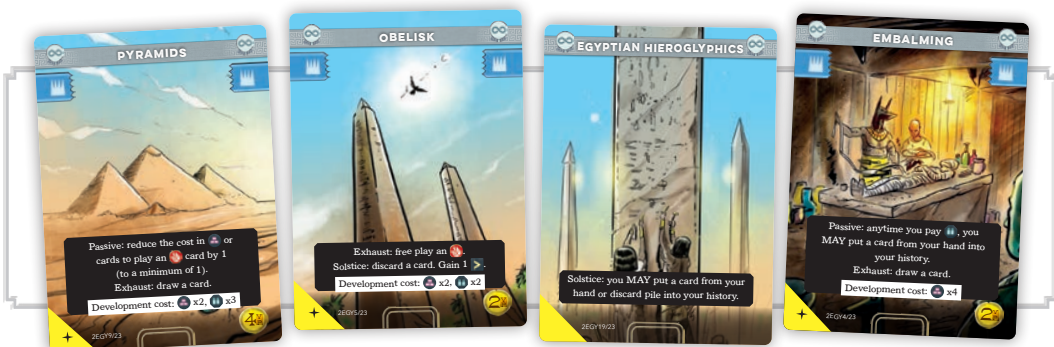 PYRAMIDS
Passive: reduce the cost in or
cards to play an card by 1
(to a minimum of 1).
Exhaust: draw a card.
Development cost: x2, x3
4
2EGY9/23
OBELISK
Exhaust: free play an .
Solstice: discard a card. Gain 1 .
Development cost: x2, x2
2
2EGY5/23
EGYPTIAN HIEROGLYPHICS
Solstice: you MAY put a card from your
hand or discard pile into your history.
2EGY19/23
EMBALMING
Passive: anytime you pay , you
MAY put a card from your hand into
your history.
Exhaust: draw a card.
Development cost: x4
2
2EGY4/23